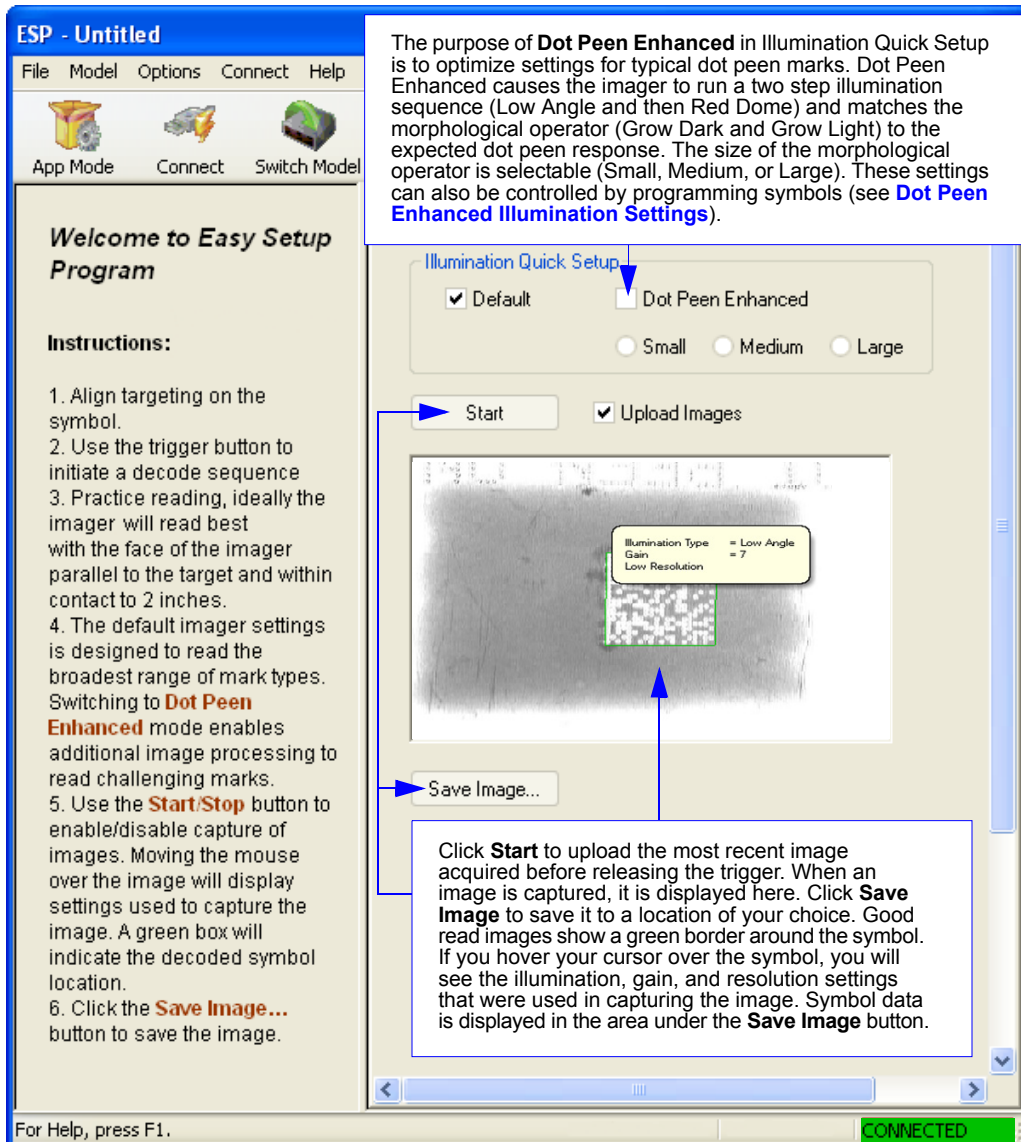 ESP - Untitled
File Model Options Connect Help
App Mode Connect Switch Model
The purpose of Dot Peen Enhanced in Illumination Quick Setup
is to optimize settings for typical dot peen marks. Dot Peen
Enhanced causes the imager to run a two step illumination
sequence (Low Angle and then Red Dome) and matches the
morphological operator (Grow Dark and Grow Light) to the
expected dot peen response. The size of the morphological
operator is selectable (Small, Medium, or Large). These settings
can also be controlled by programming symbols (see Dot Peen
Enhanced Illumination Settings).
Welcome to Easy Setup
Program
Instructions:
1. Align targeting on the
symbol.
2. Use the trigger button to
initiate a decode sequence
3. Practice reading, ideally the
imager will read best
with the face of the imager
parallel to the target and within
contact to 2 inches.
4. The default imager settings
is designed to read the
broadest range of mark types.
Switching to Dot Peen
Enhanced mode enables
additional image processing to
read challenging marks.
5. Use the Start/Stop button to
enable/disable capture of
images. Moving the mouse
over the image will display
settings used to capture the
image. A green box will
indicate the decoded symbol
location.
6. Click the Save Image...
button to save the image.
Illumination Quick Setup
Default Dot Peen Enhanced
Small Medium Large
Start Upload Images
Illumination Type = Low Angle
Gain = 7
Low Resolution
Save Image...
Click Start to upload the most recent image
acquired before releasing the trigger. When an
image is captured, it is displayed here. Click Save
Image to save it to a location of your choice. Good
read images show a green border around the symbol.
If you hover your cursor over the symbol, you will
see the illumination, gain, and resolution settings
that were used in capturing the image. Symbol data
is displayed in the area under the Save Image button.
For Help, press F1.
CONNECTED